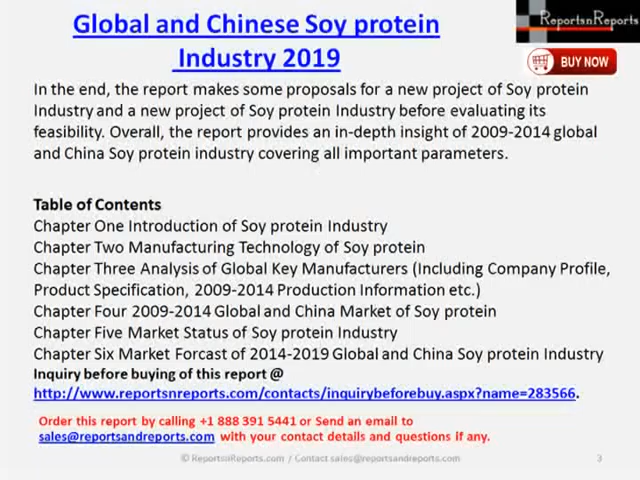 Global and Chinese Soy protein
Industry 2019
ReportsnReports
BUY NOW
In the end, the report makes some proposals for a new project of Soy protein
Industry and a new project of Soy protein Industry before evaluating its
feasibility. Overall, the report provides an in-depth insight of 2009-2014 global
and China Soy protein industry covering all important parameters.
Table of Contents
Chapter One Introduction of Soy protein Industry
Chapter Two Manufacturing Technology of Soy protein
Chapter Three Analysis of Global Key Manufacturers (Including Company Profile,
Product Specification, 2009-2014 Production Information etc.)
Chapter Four 2009-2014 Global and China Market of Soy protein
Chapter Five Market Status of Soy protein Industry
Chapter Six Market Forcast of 2014-2019 Global and China Soy protein Industry
Inquiry before buying of this report @
http://www.reportsnreports.com/contacts/inquirybeforebuy.aspx?name=283566.
Order this report by calling +1 888 391 5441 or Send an email to
sales@reportsandreports.com with your contact details and questions if any.
© ReportsnReports.com / Contact sales@reportsandreports.com
3